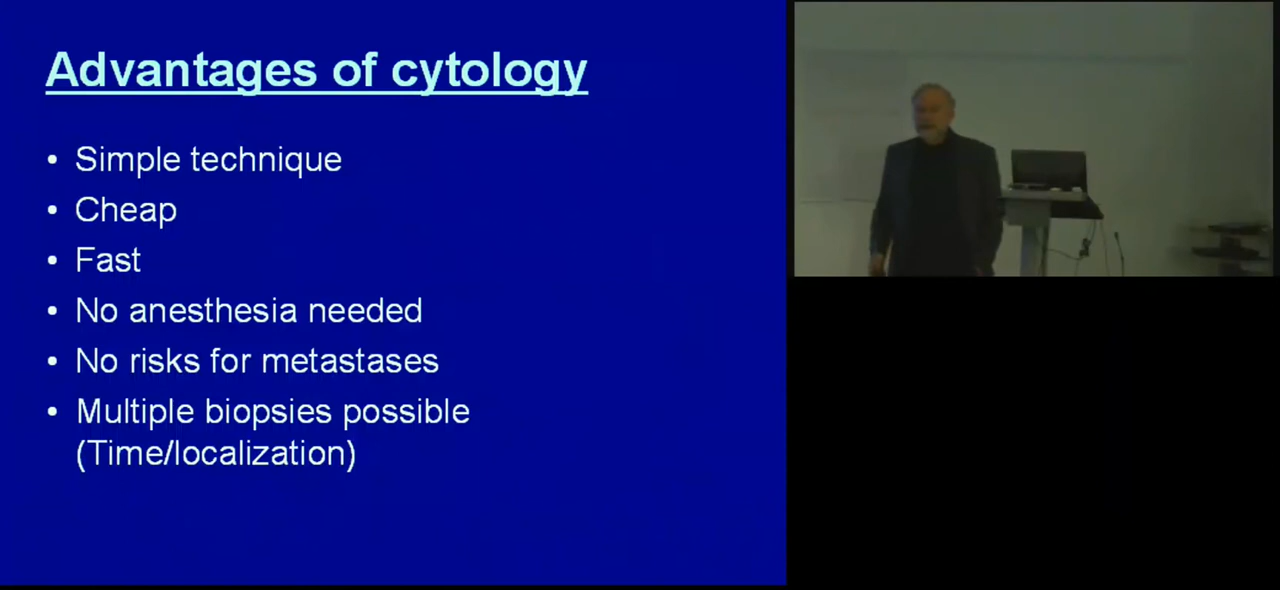 Advantages of cytology
• Simple technique
• Cheap
• Fast
• No anesthesia needed
• No risks for metastases
• Multiple biopsies possible
(Time/localization)